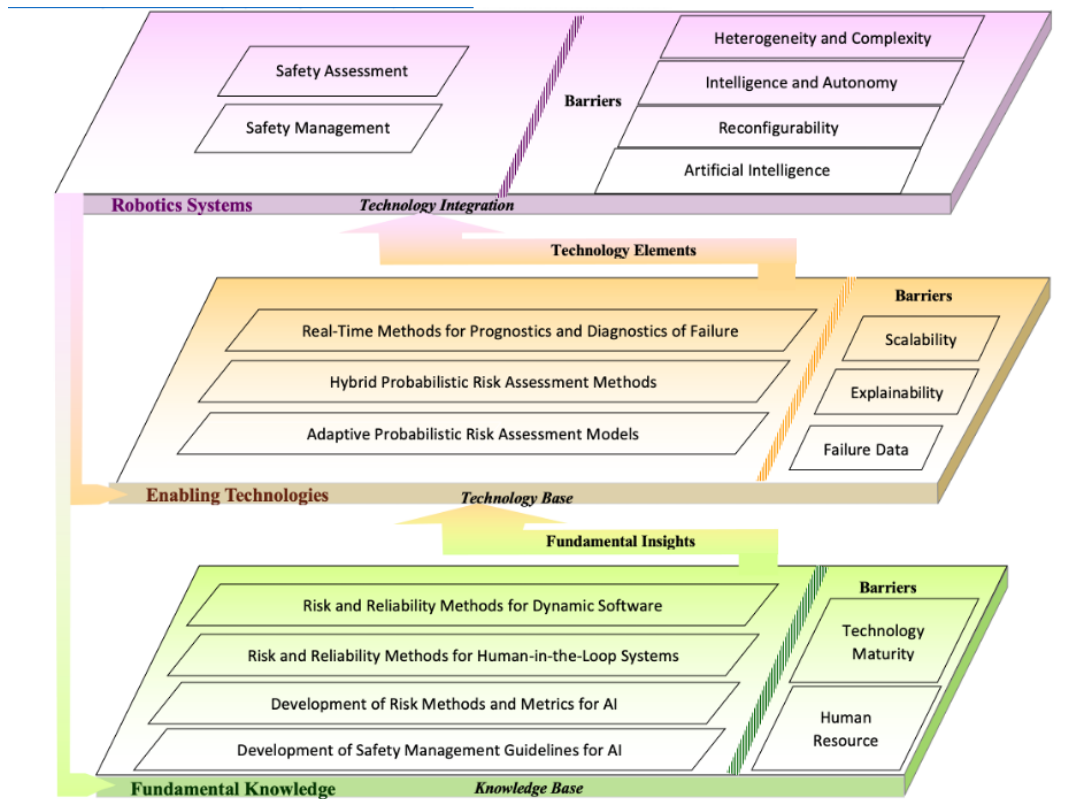 Safety Assessment
Safety Management
Barriers
Heterogeneity and Complexity
Intelligence and Autonomy
Reconfigurability
Artificial Intelligence
Robotics Systems
Technology Integration
Technology Elements
Barriers
Real-Time Methods for Prognostics and Diagnostics of Failure
Hybrid Probabilistic Risk Assessment Methods
Adaptive Probabilistic Risk Assessment Models
Scalability
Explainability
Failure Data
Enabling Technologies
Technology Base
Fundamental Insights
Barriers
Risk and Reliability Methods for Dynamic Software
Risk and Reliability Methods for Human-in-the-Loop Systems
Development of Risk Methods and Metrics for AI
Development of Safety Management Guidelines for AI
Technology
Maturity
Human
Resource
Fundamental Knowledge
Knowledge Base